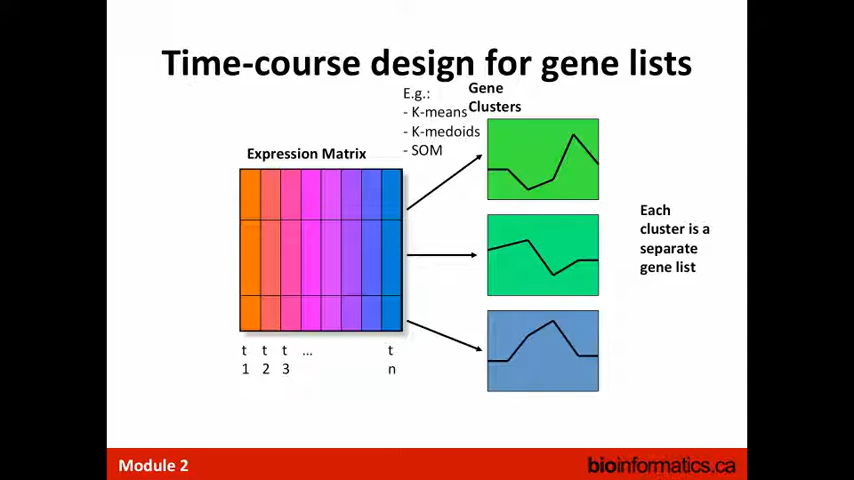 Time-course design for gene lists
E.g.:
- K-means
- K-medoids
- SOM
Gene
Clusters
Expression Matrix
Each
cluster is a
separate
gene list
t t t ... t
1 2 3 n
Module 2
bioinformatics.ca